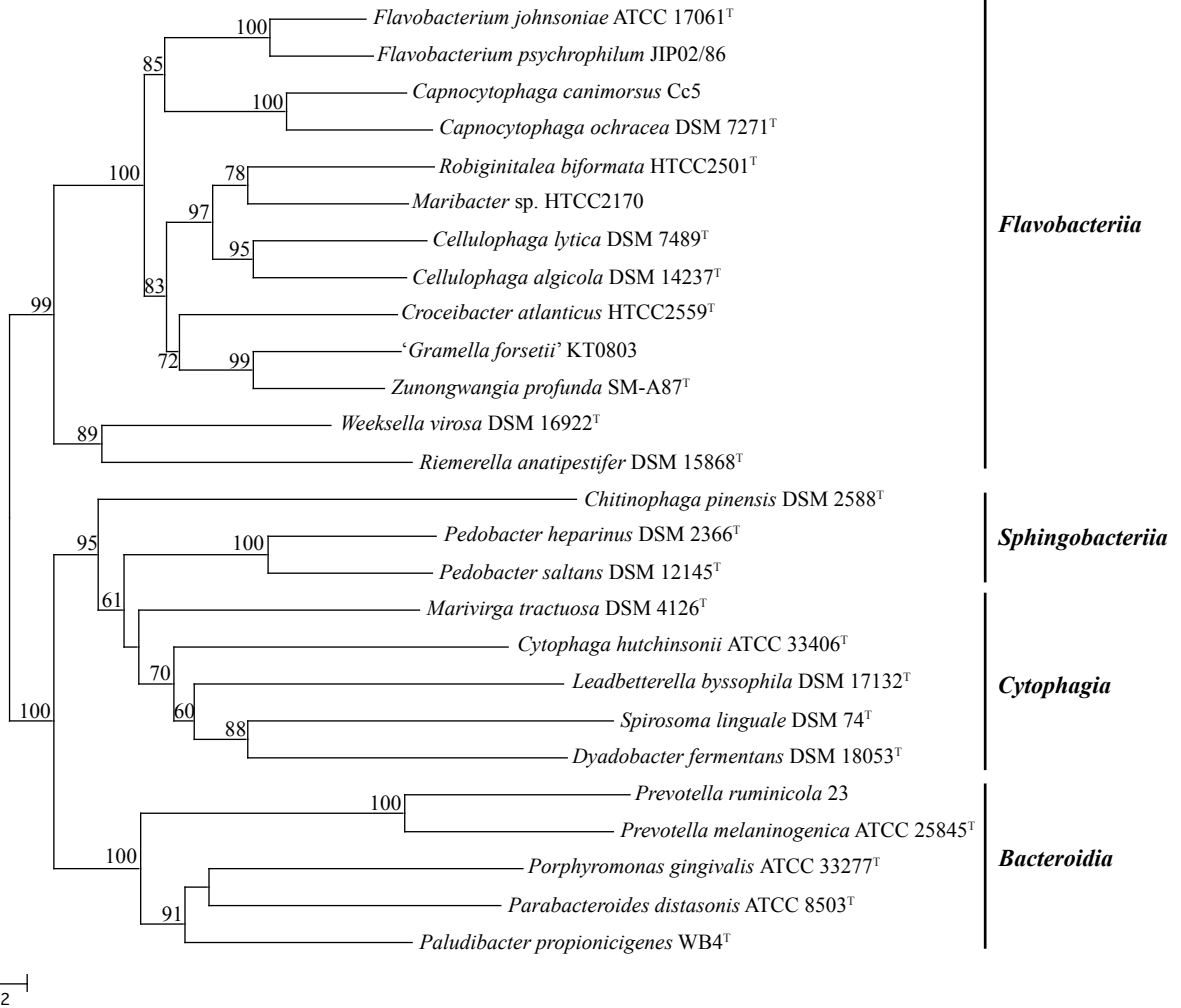 Flavobacterium johnsoniae ATCC 17061ᵀ
100
Flavobacterium psychrophilum JIP02/86
85
Capnocytophaga canimorsus Cc5
100
Capnocytophaga ochracea DSM 7271ᵀ
100
Robiginitalea biformata HTCC2501ᵀ
78
Maribacter sp. HTCC2170
97
Cellulophaga lytica DSM 7489ᵀ
Flavobacteriia
95
Cellulophaga algicola DSM 14237ᵀ
83
Croceibacter atlanticus HTCC2559ᵀ
99
72
‘Gramella forsetii’ KT0803
99
Zunongwangia profunda SM-A87ᵀ
Weeksella virosa DSM 16922ᵀ
89
Riemerella anatipestifer DSM 15868ᵀ
Chitinophaga pinensis DSM 2588ᵀ
95
Pedobacter heparinus DSM 2366ᵀ
Sphingobacteriia
100
Pedobacter saltans DSM 12145ᵀ
61
Marivirga tractuosa DSM 4126ᵀ
Cytophaga hutchinsonii ATCC 33406ᵀ
70
Leadbetterella byssophila DSM 17132ᵀ
Cytophagia
60
100
Spirosoma linguale DSM 74ᵀ
88
Dyadobacter fermentans DSM 18053ᵀ
Prevotella ruminicola 23
100
Prevotella melaninogenica ATCC 25845ᵀ
100
Bacteroidia
Porphyromonas gingivalis ATCC 33277ᵀ
Parabacteroides distasonis ATCC 8503ᵀ
91
Paludibacter propionicigenes WB4ᵀ
2